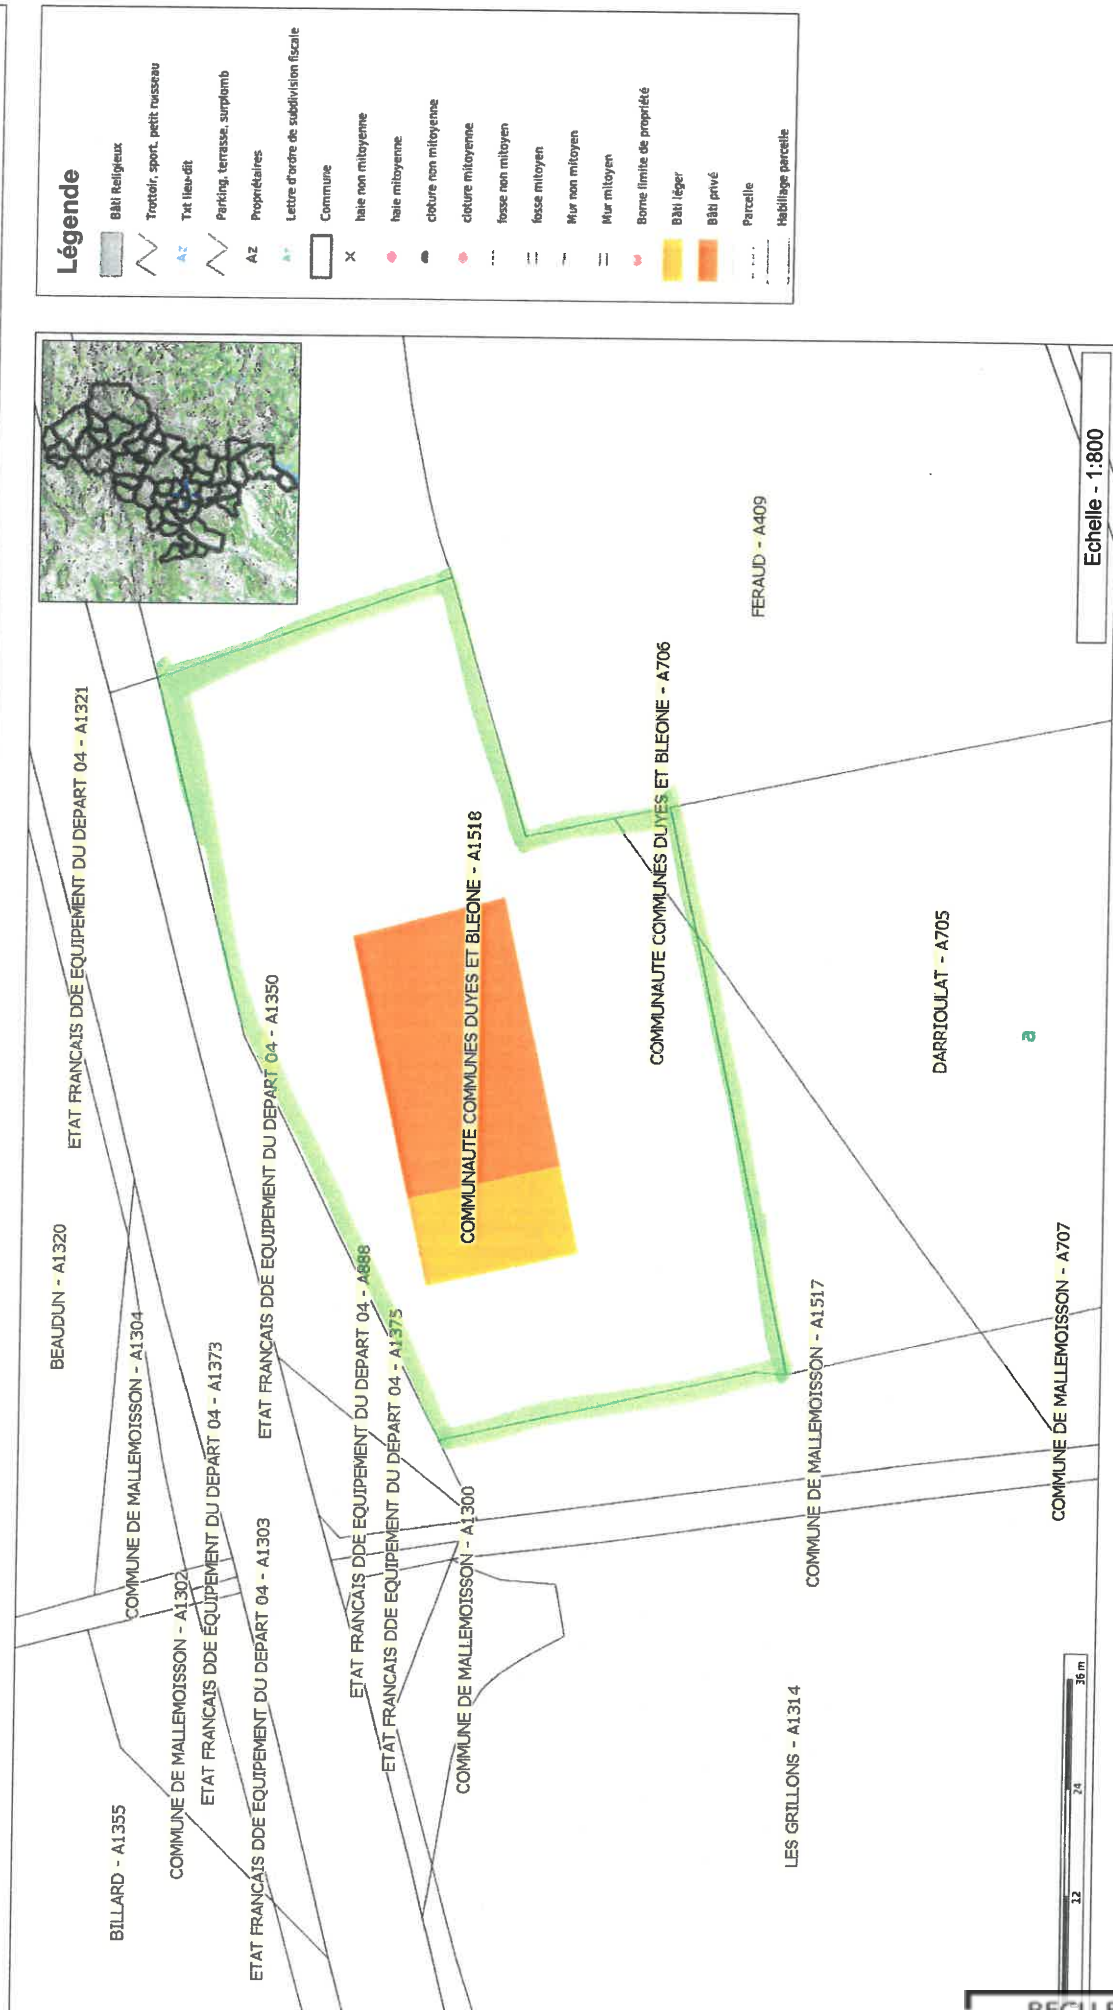 Légende
Bâti Religieux
Trottoir, sport, petit ruisseau
Az Txt lieu-dit
Parking, terrasse, surplomb
Az Propriétaires
Lettre d'ordre de subdivision fiscale
Commune
haie non mitoyenne
haie mitoyenne
cloture non mitoyenne
cloture mitoyenne
fosse non mitoyen
fosse mitoyen
Mur non mitoyen
Mur mitoyen
Borne limite de propriété
Bâti léger
Bâti privé
Parcelle
Habillage parcelle
BEAUDUN - A1320
ETAT FRANCAIS DDE EQUIPEMENT DU DEPART 04 - A1321
BILLARD - A1355
COMMUNE DE MALLEMOISSON - A1304
COMMUNE DE MALLEMOISSON - A1302
ETAT FRANCAIS DDE EQUIPEMENT DU DEPART 04 - A1373
ETAT FRANCAIS DDE EQUIPEMENT DU DEPART 04 - A1303
ETAT FRANCAIS DDE EQUIPEMENT DU DEPART 04 - A1350
ETAT FRANCAIS DDE EQUIPEMENT DU DEPART 04 - A888
ETAT FRANCAIS DDE EQUIPEMENT DU DEPART 04 - A1375
COMMUNE DE MALLEMOISSON - A1300
COMMUNAUTE COMMUNES DUYES ET BLEONE - A1518
COMMUNAUTE COMMUNES DUYES ET BLEONE - A706
FERAUD - A409
LES GRILLONS - A1314
COMMUNE DE MALLEMOISSON - A1517
DARRIOULAT - A705
a
COMMUNE DE MALLEMOISSON - A707
12 24 36 m
Echelle - 1:800